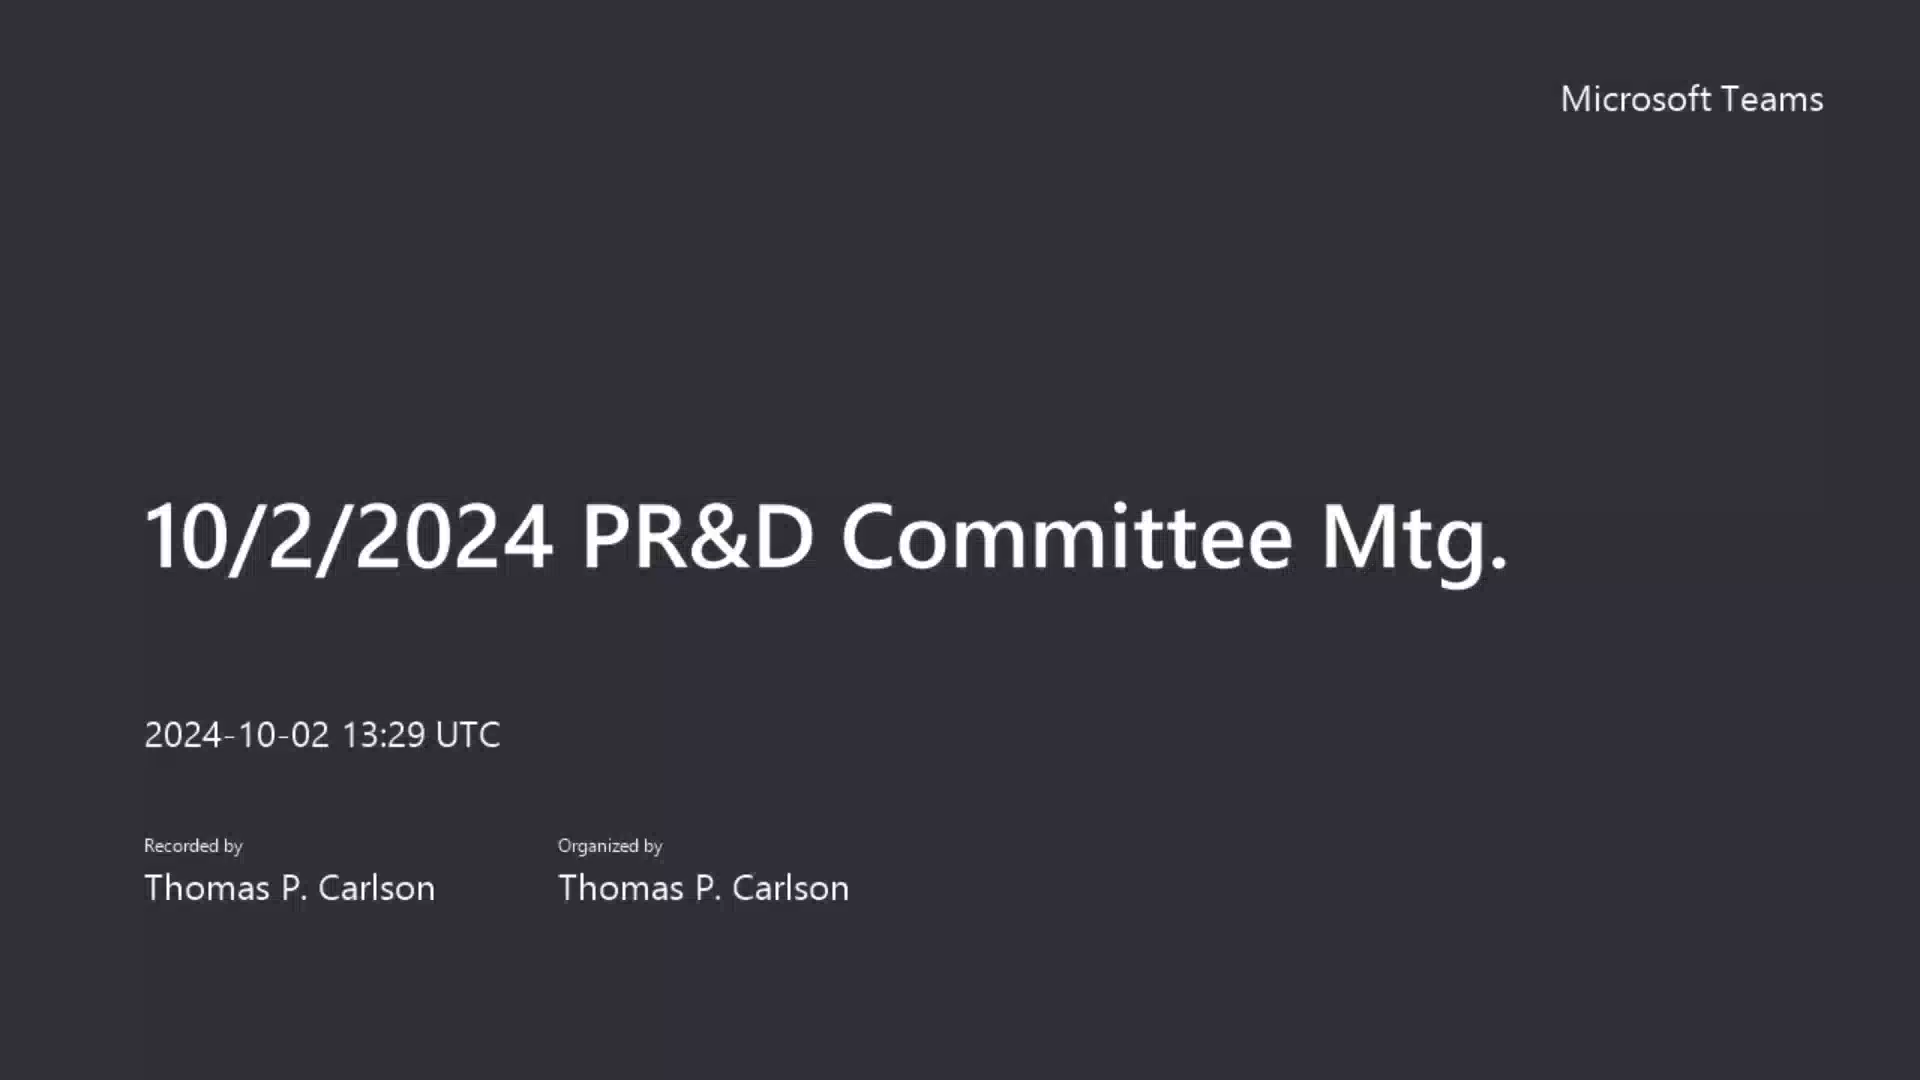 Microsoft Teams
10/2/2024 PR&D Committee Mtg.
2024-10-02 13:29 UTC
Recorded by
Organized by
Thomas P. Carlson
Thomas P. Carlson